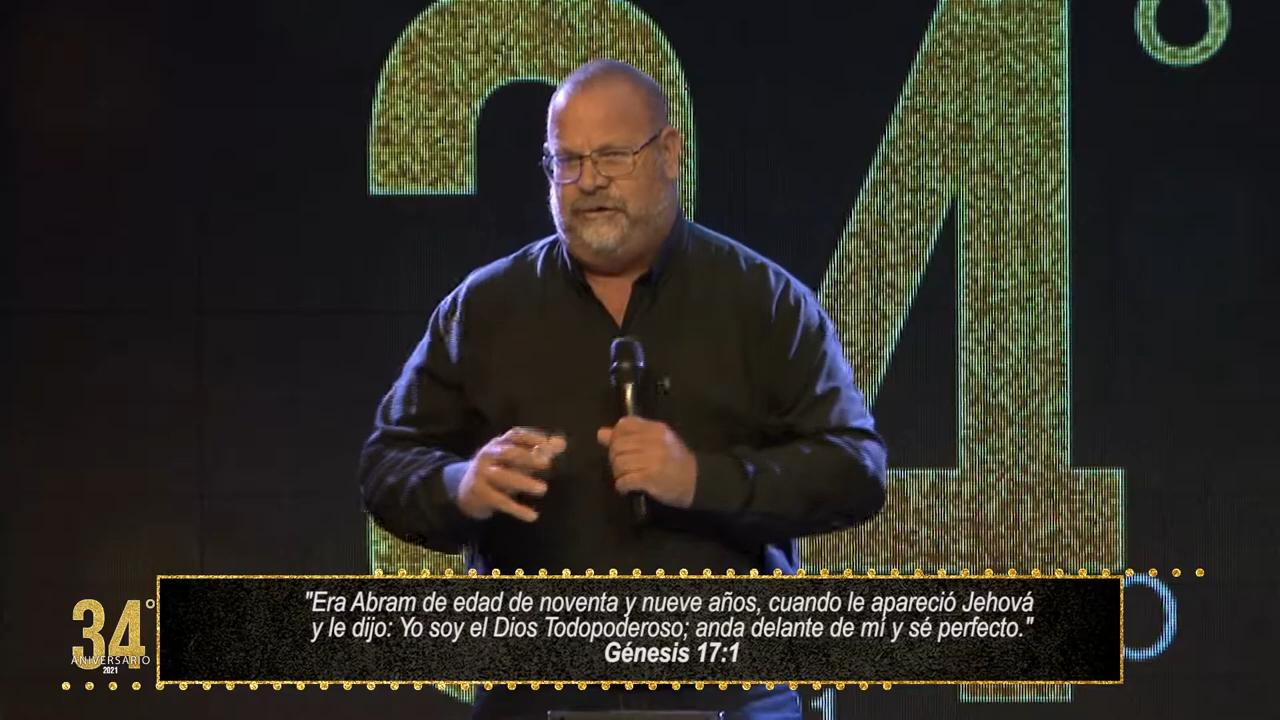 34°
"Era Abram de edad de noventa y nueve años, cuando le apareció Jehová
y le dijo: Yo soy el Dios Todopoderoso; anda delante de mí y sé perfecto."
Génesis 17:1
34°
ANIVERSARIO
2021